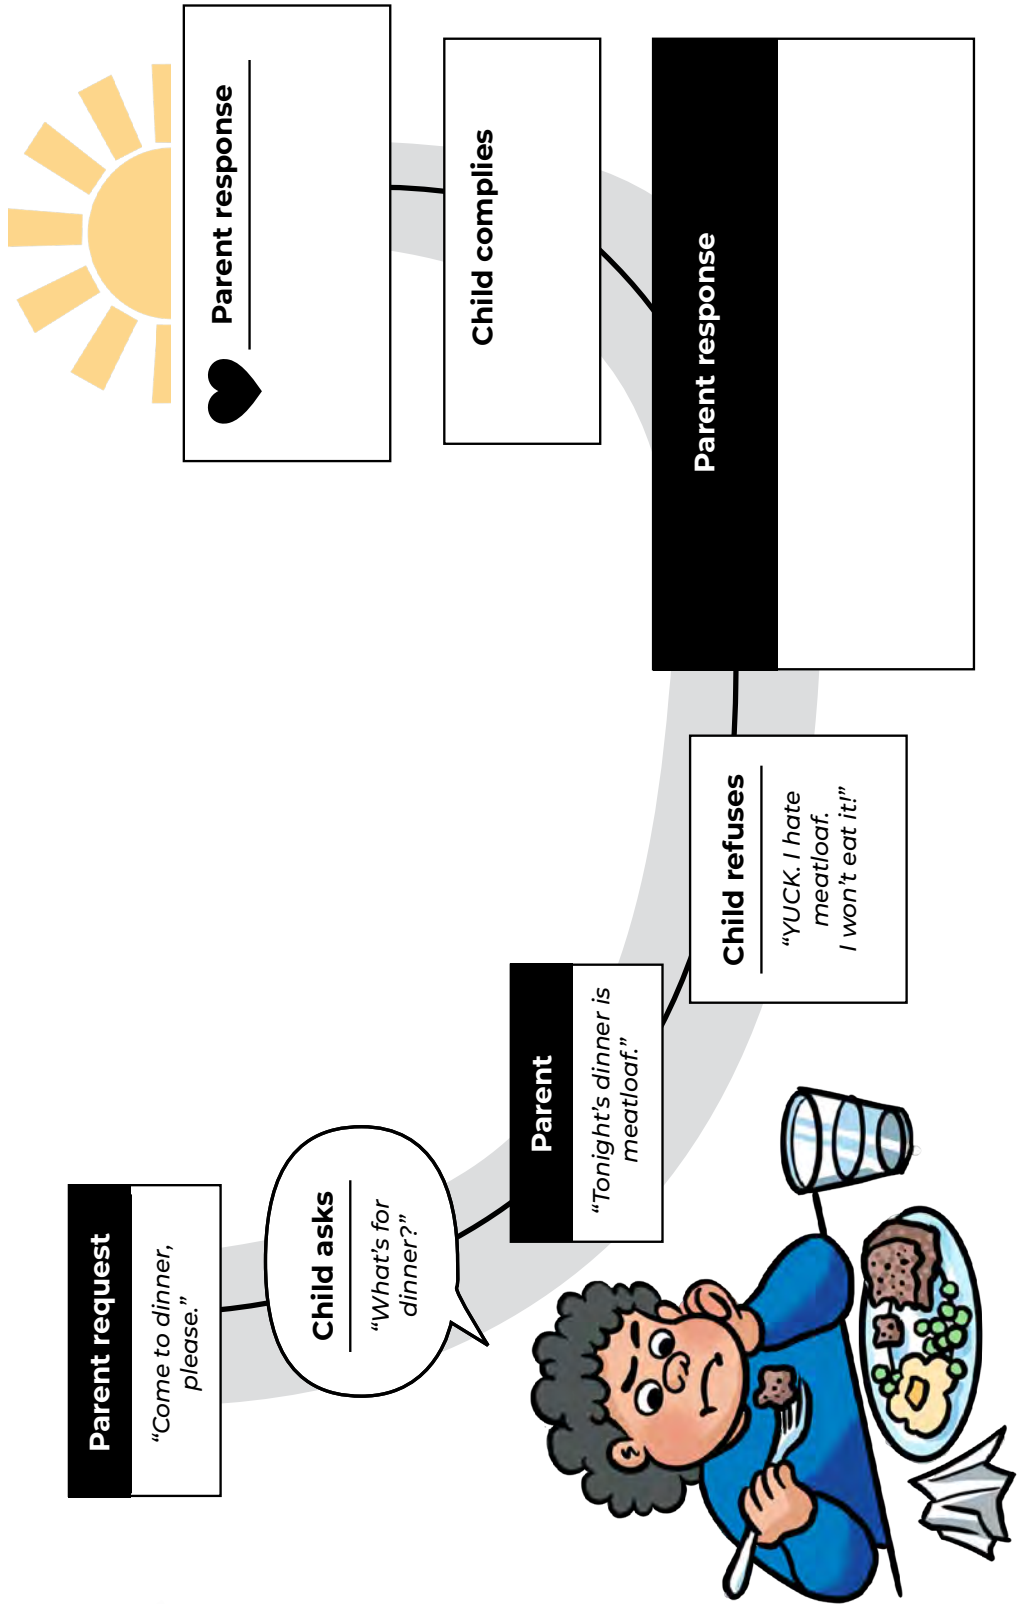 Parent request
“Come to dinner,
please.”
Child asks
“What’s for
dinner?”
Parent
“Tonight’s dinner is
meatloaf.”
Child refuses
“YUCK. I hate
meatloaf.
I won’t eat it!”
Parent response
Child complies
Parent response